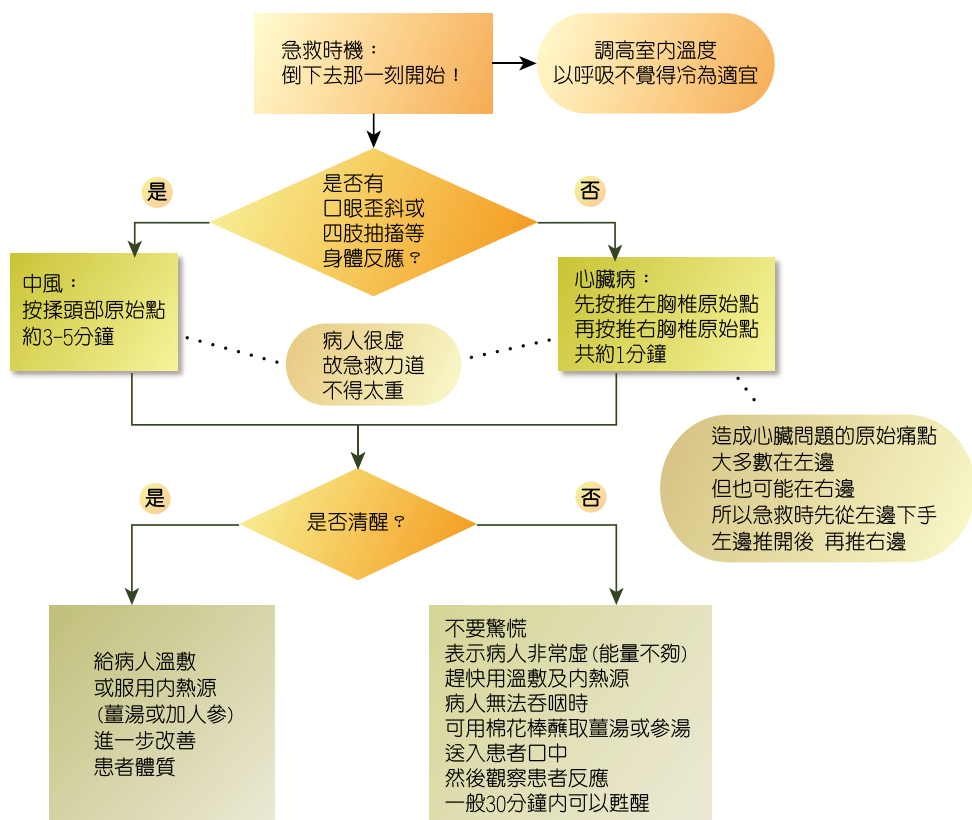 急救時機：
倒下去那一刻開始！
調高室内溫度
以呼吸不覺得冷為適宜
是否有
口眼歪斜或
四肢抽搐等
身體反應？
是
否
中風：
按揉頭部原始點
約3-5分鐘
心臟病：
先按推左胸椎原始點
再按推右胸椎原始點
共約1分鐘
病人很虛
故急救力道
不得太重
造成心臟問題的原始痛點
大多數在左邊
但也可能在右邊
所以急救時先從左邊下手
左邊推開後 再推右邊
是否清醒？
是
否
給病人溫敷
或服用内熱源
(薑湯或加人參)
進一步改善
患者體質
不要驚慌
表示病人非常虛(能量不夠)
趕快用溫敷及内熱源
病人無法吞咽時
可用棉花棒蘸取薑湯或參湯
送入患者口中
然後觀察患者反應
一般30分鐘内可以甦醒